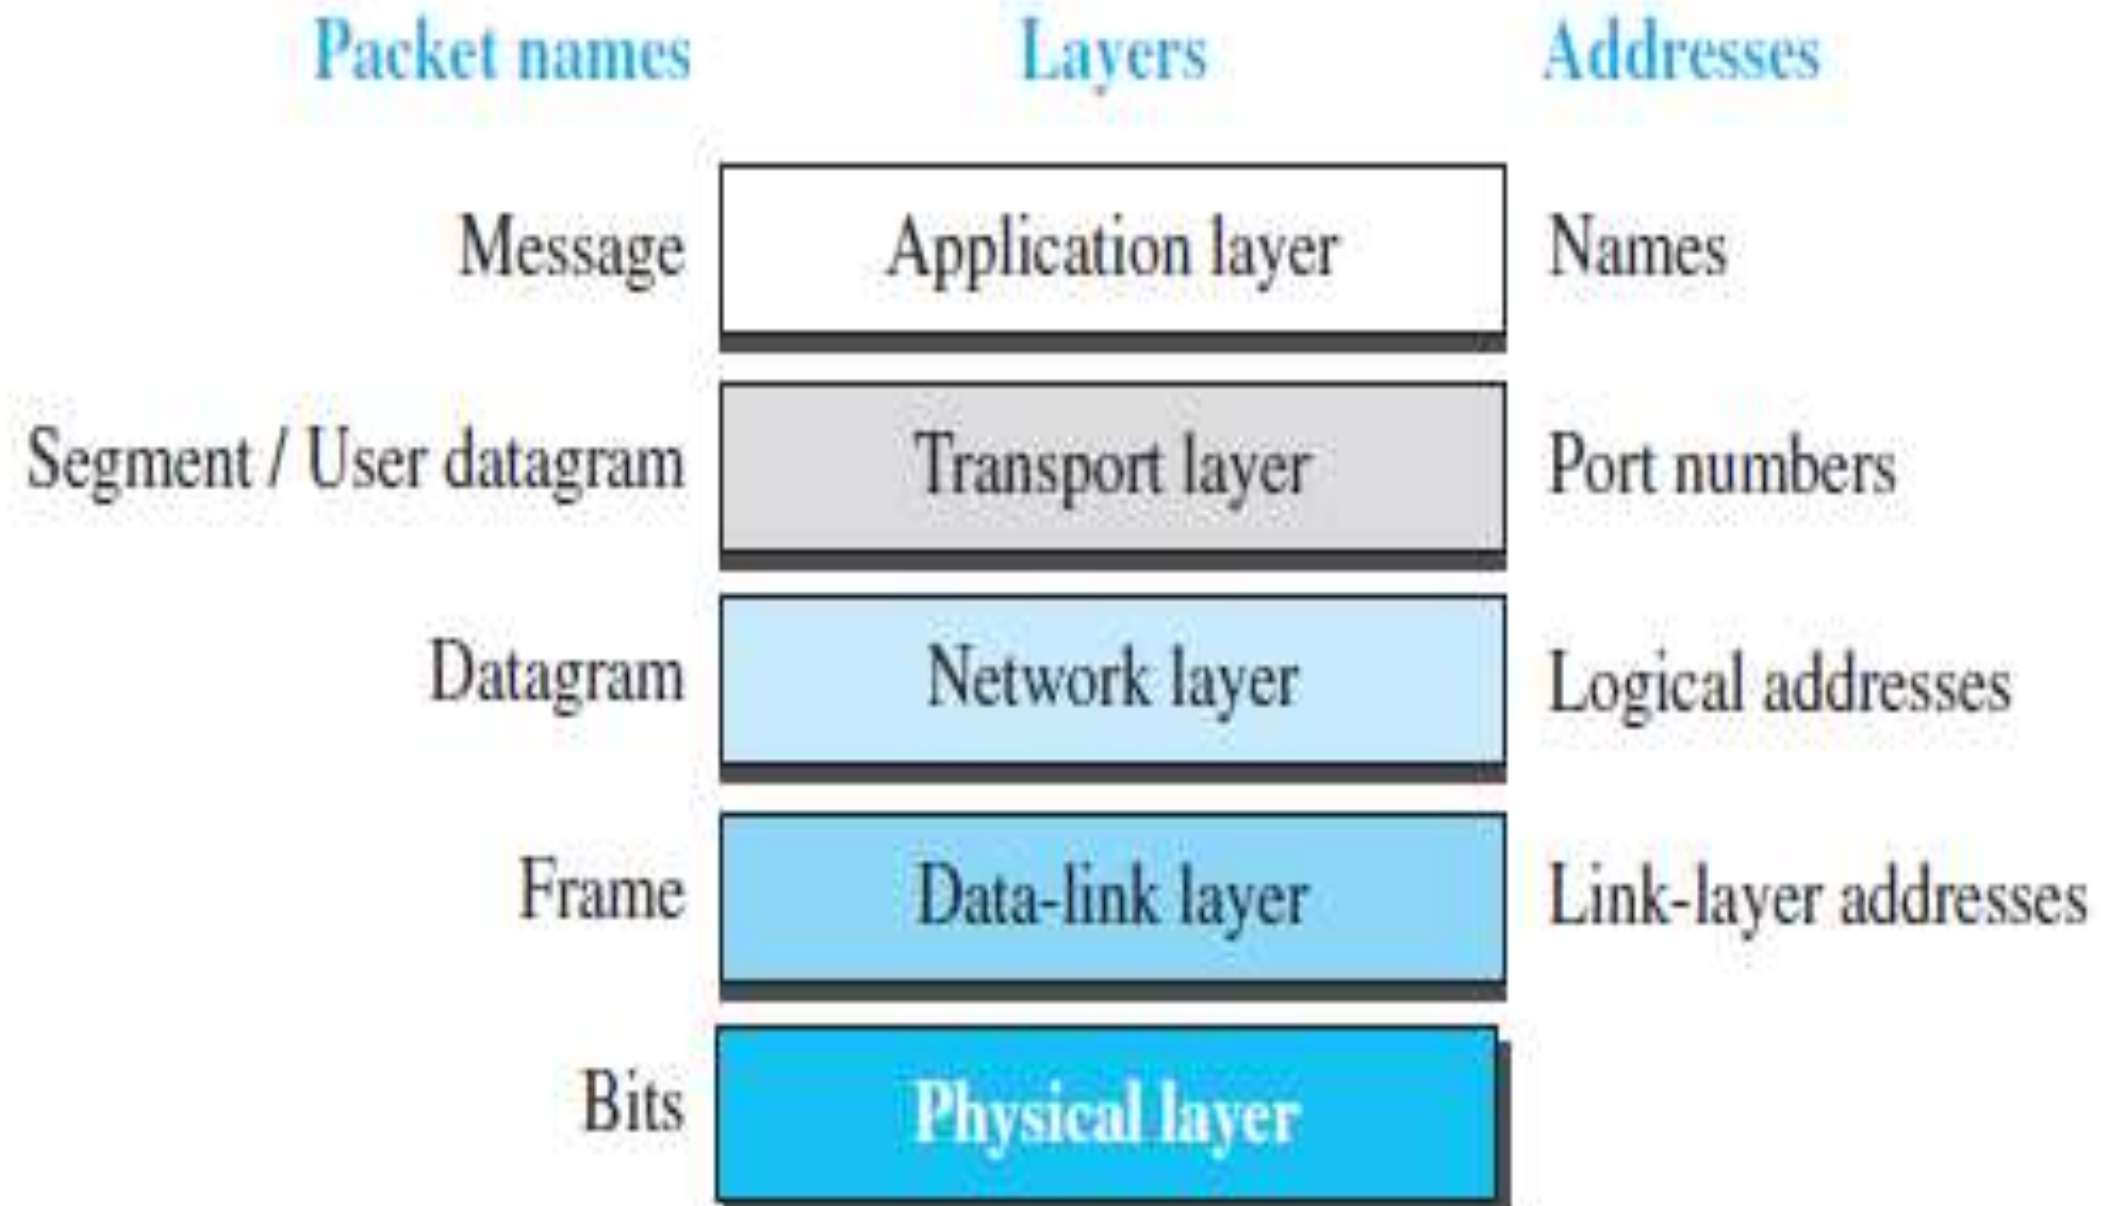 Packet names Layers Addresses
Message Application layer Names
Segment / User datagram Transport layer Port numbers
Datagram Network layer Logical addresses
Frame Data-link layer Link-layer addresses
Bits Physical layer